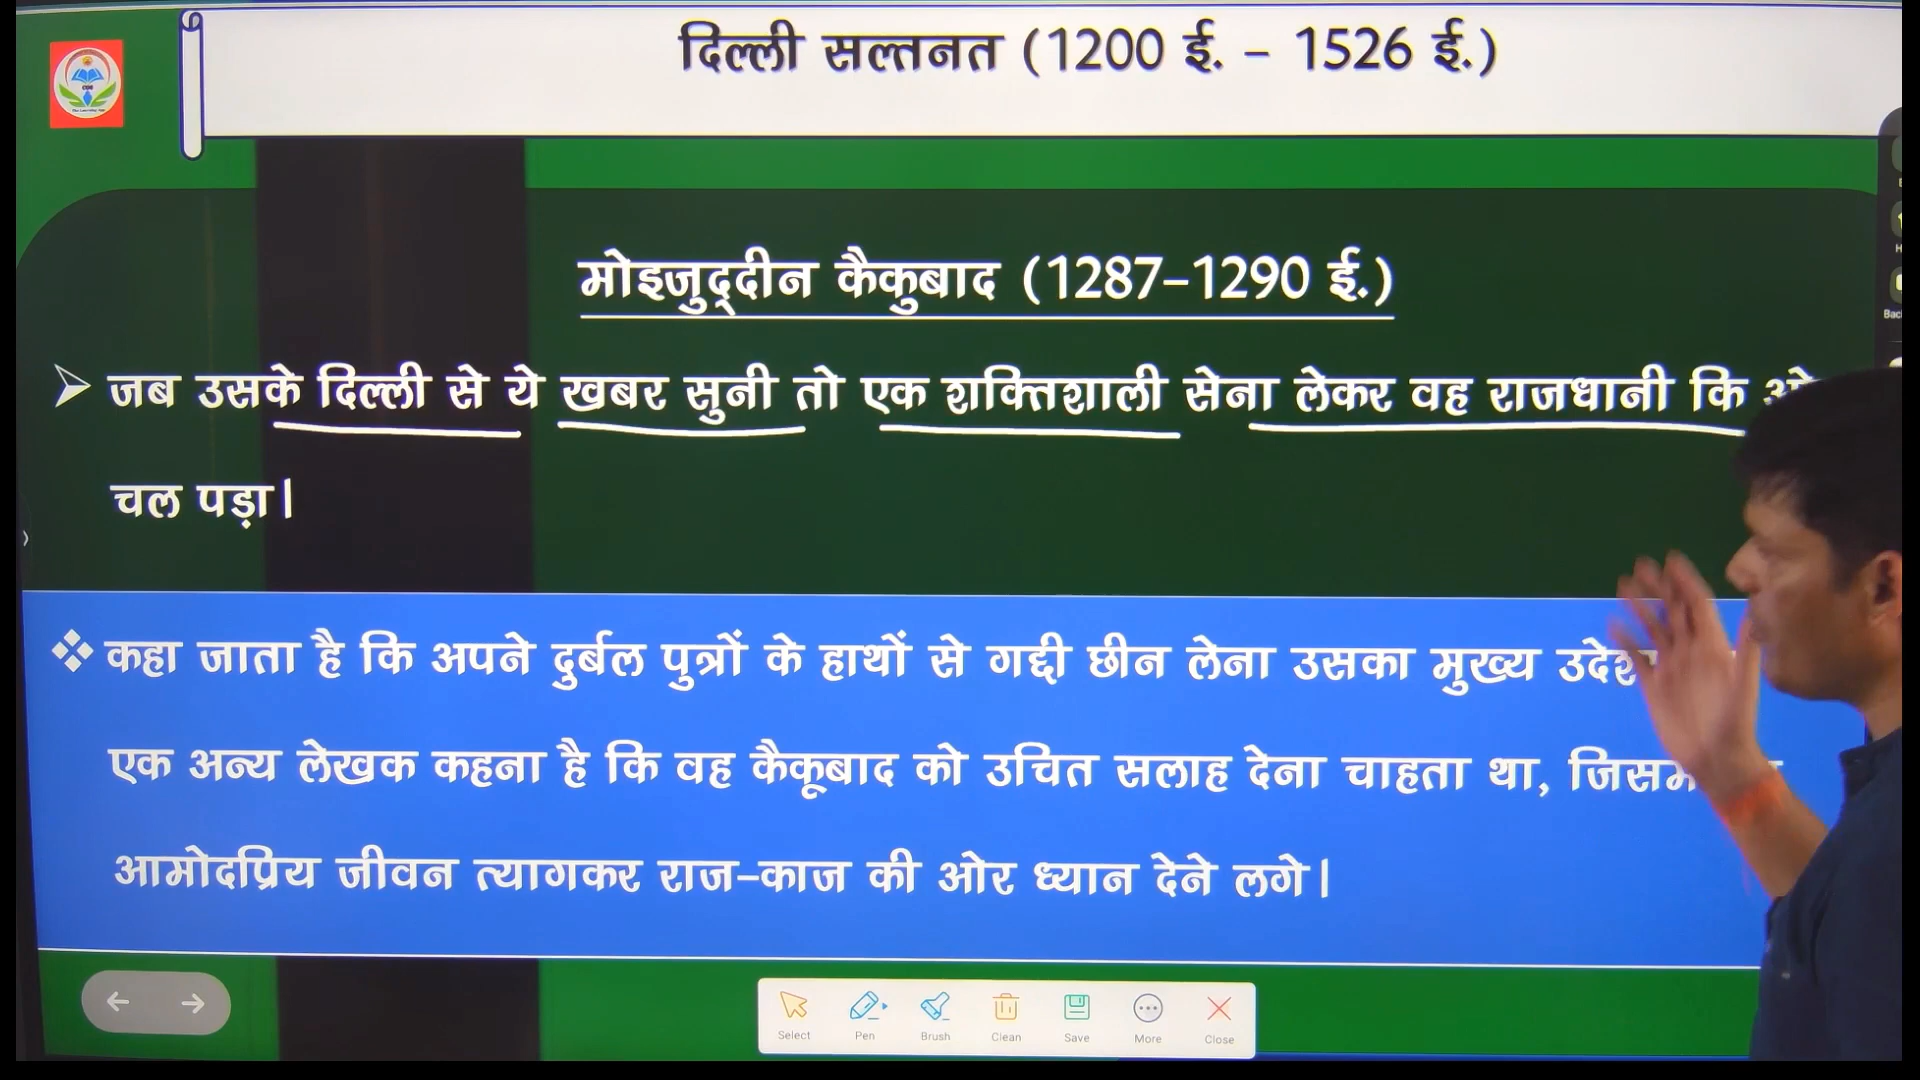 दिल्ली सल्तनत (1200 ई. – 1526 ई.)
मोइजुद्दीन कैकुबाद (1287–1290 ई.)
जब उसके दिल्ली से ये खबर सुनी तो एक शक्तिशाली सेना लेकर वह राजधानी कि
चल पड़ा।
कहा जाता है कि अपने दुर्बल पुत्रों के हाथों से गद्दी छीन लेना उसका मुख्य
एक अन्य लेखक कहना है कि वह कैकूबाद को उचित सलाह देना चाहता था,
आमोदप्रिय जीवन त्यागकर राज–काज की ओर ध्यान देने लगे।
Select Pen Brush Clean Save More Close